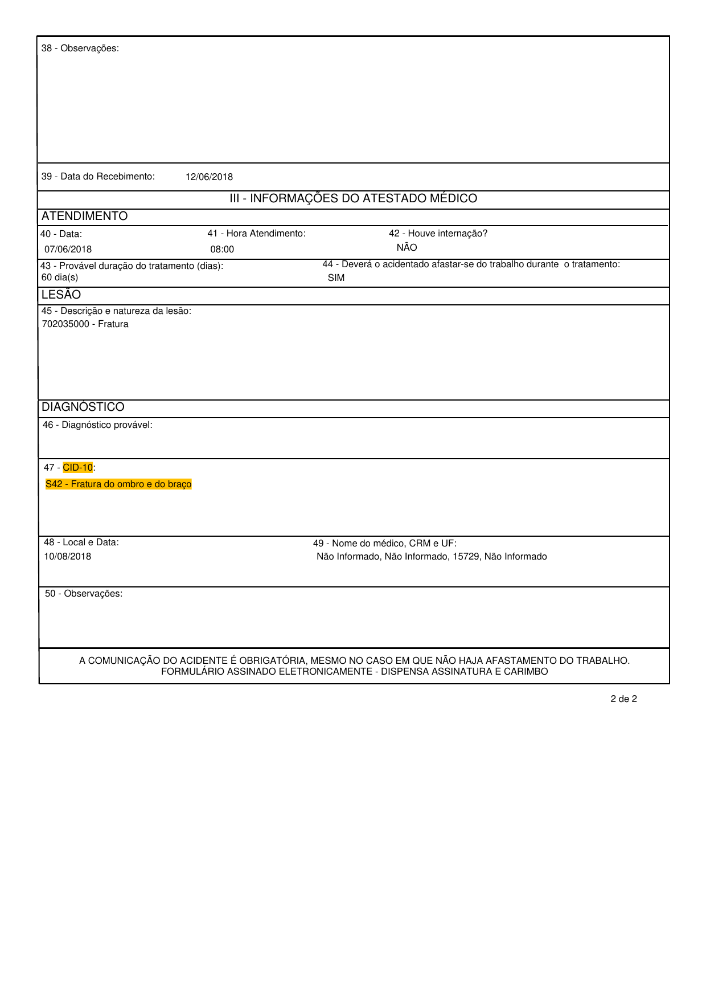 38 - Observações:
39 - Data do Recebimento: 12/06/2018
III - INFORMAÇÕES DO ATESTADO MÉDICO
ATENDIMENTO
40 - Data: 41 - Hora Atendimento: 42 - Houve internação?
07/06/2018 08:00 NÃO
43 - Provável duração do tratamento (dias): 44 - Deverá o acidentado afastar-se do trabalho durante o tratamento:
60 dia(s) SIM
LESÃO
45 - Descrição e natureza da lesão:
702035000 - Fratura
DIAGNÓSTICO
46 - Diagnóstico provável:
47 - CID-10:
S42 - Fratura do ombro e do braço
48 - Local e Data: 49 - Nome do médico, CRM e UF:
10/08/2018 Não Informado, Não Informado, 15729, Não Informado
50 - Observações:
A COMUNICAÇÃO DO ACIDENTE É OBRIGATÓRIA, MESMO NO CASO EM QUE NÃO HAJA AFASTAMENTO DO TRABALHO.
FORMULÁRIO ASSINADO ELETRONICAMENTE - DISPENSA ASSINATURA E CARIMBO
2 de 2